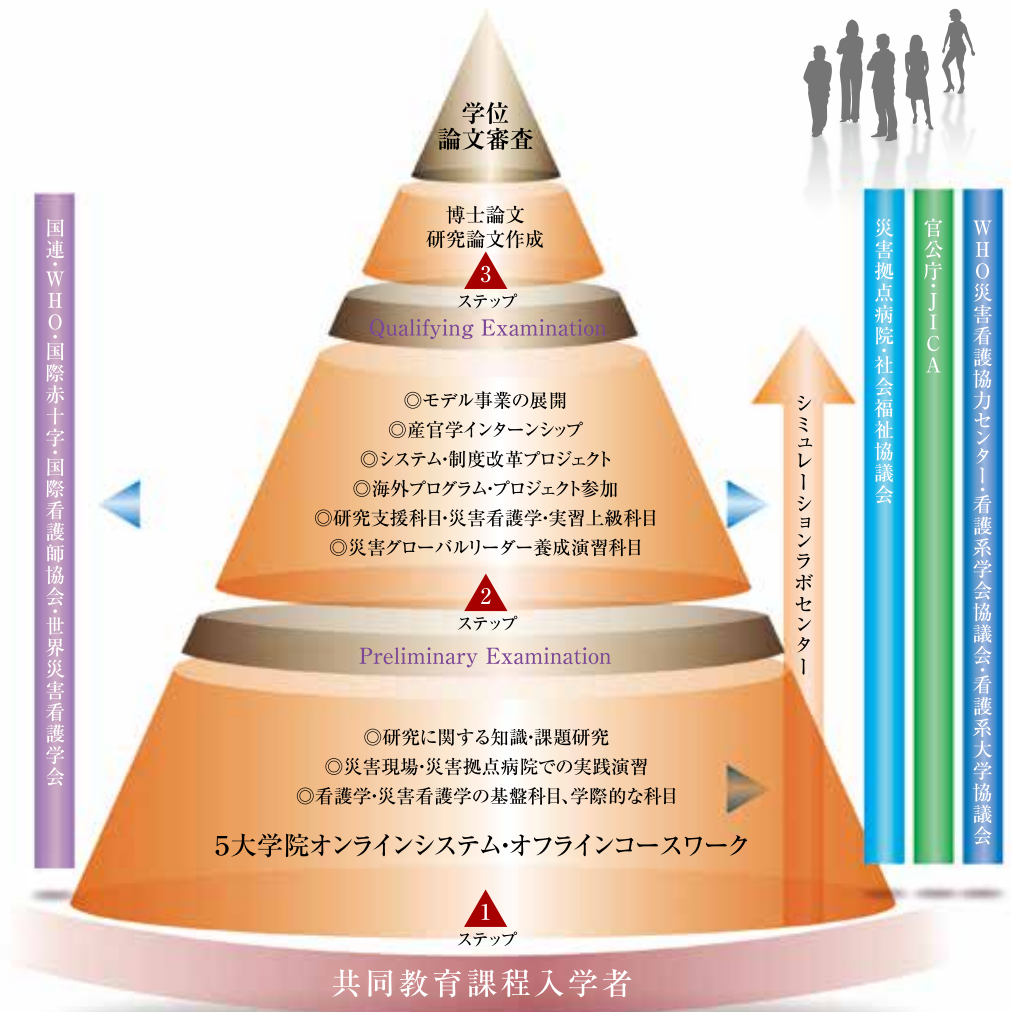 学位
論文審査
博士論文
研究論文作成
3
ステップ
Qualifying Examination
◎モデル事業の展開
◎産官学インターンシップ
◎システム・制度改革プロジェクト
◎海外プログラム・プロジェクト参加
◎研究支援科目・災害看護学・実習上級科目
◎災害グローバルリーダー養成演習科目
2
ステップ
Preliminary Examination
◎研究に関する知識・課題研究
◎災害現場・災害拠点病院での実践演習
◎看護学・災害看護学の基盤科目、学際的な科目
5大学院オンラインシステム・オフラインコースワーク
1
ステップ
共同教育課程入学者
国連・WHO・国際赤十字・国際看護師協会・世界災害看護学会
シミュレーションラボセンター
災害拠点病院・社会福祉協議会
官公庁・JICA
WHO災害看護協力センター・看護系学会協議会・看護系大学協議会